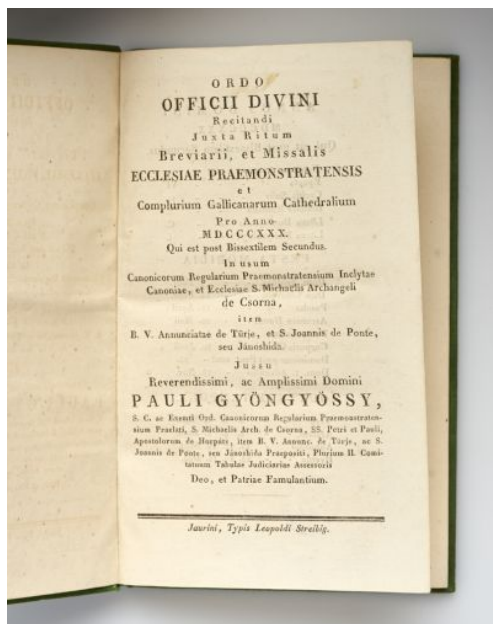 ORDO
OFFICII DIVINI
Recitandi
Juxta Ritum
Breviarii, et Missalis
ECCLESIAE PRAEMONSTRATENSIS
et
Complurium Gallicanarum Cathedralium
Pro Anno
MDCCCXXX.
Qui est post Bissextilem Secundus.
In usum
Canonicorum Regularium Praemonstratensium Inclytae
Canoniae, et Ecclesiae S. Michaelis Archangeli
de Csorna,
item
B. V. Annunciatae de Türje, et S. Joannis de Ponte,
seu Jánoshida.
Jussu
Reverendissimi, ac Amplissimi Domini
PAULI GYÖNGYÓSSY,
S. C. ac Exemti Ord. Canonicorum Regularium Praemonstraten-
sium Praelati, S. Michaelis Arch. de Csorna, SS. Petri et Pauli,
Apostolorum de Horpács, item B. V. Annunc. de Türje, ac S.
Joannis de Ponte, seu Jánoshida Praepositi, Plurium II. Comi-
tatuum Tabulae Judiciariae Assessoris
Deo, et Patriae Famulantium.
Jaurini, Typis Leopoldi Streibig.